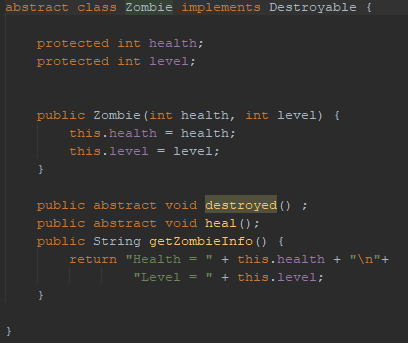 abstract class Zombie implements Destroyable {
protected int health;
protected int level;
public Zombie(int health, int level) {
this.health = health;
this.level = level;
}
public abstract void destroyed() ;
public abstract void heal();
public String getZombieInfo() {
return "Health = " + this.health + "\n"+
"Level = " + this.level;
}
}